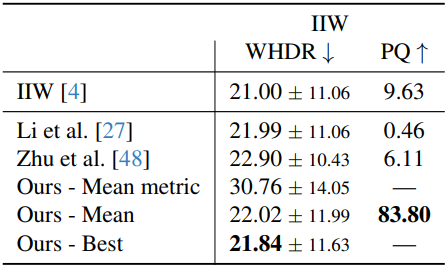 IIW
WHDR ↓ PQ ↑
IIW [4] 21.00 ± 11.06 9.63
Li et al. [27] 21.99 ± 11.06 0.46
Zhu et al. [48] 22.90 ± 10.43 6.11
Ours - Mean metric 30.76 ± 14.05 —
Ours - Mean 22.02 ± 11.99 83.80
Ours - Best 21.84 ± 11.63 —